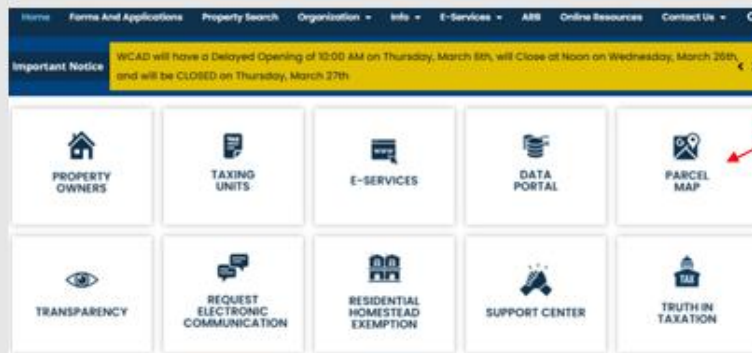 Home Forms And Applications Property Search Organization Info E-Services ARB Online Resources Contact Us
Important Notice
WCAD will have a Delayed Opening of 10:00 AM on Thursday, March 6th, will Close at Noon on Wednesday, March 26th,
and will be CLOSED on Thursday, March 27th
PROPERTY
OWNERS
TAXING
UNITS
E-SERVICES
DATA
PORTAL
PARCEL
MAP
TRANSPARENCY
REQUEST
ELECTRONIC
COMMUNICATION
RESIDENTIAL
HOMESTEAD
EXEMPTION
SUPPORT CENTER
TAX
TRUTH IN
TAXATION